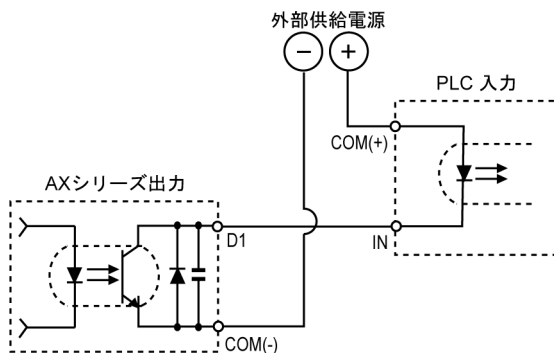 外部供給電源
− +
PLC 入力
COM(+)
AXシリーズ出力
D1
IN
COM(-)